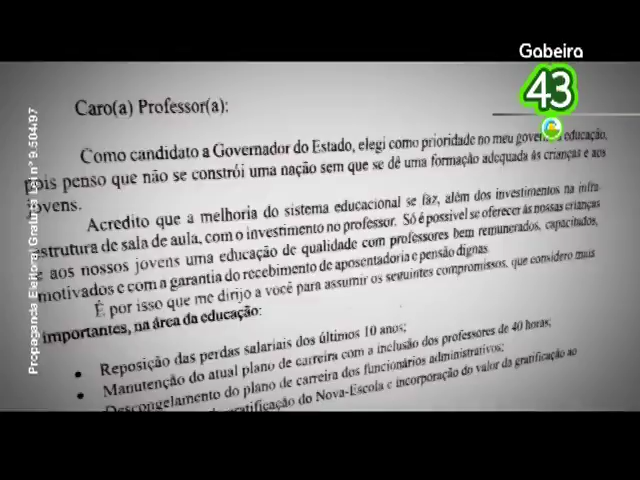 Gabeira
43
Propaganda Eleitoral Gratuita Lei nº 9.504/97
Caro(a) Professor(a):
Como candidato a Governador do Estado, elegi como prioridade no meu governo a educação,
pois penso que não se constrói uma nação sem que se dê uma formação adequada às crianças e aos
jovens.
Acredito que a melhoria do sistema educacional se faz, além dos investimentos na infra-
estrutura de sala de aula, com o investimento no professor. Só é possível se oferecer às nossas crianças
e aos nossos jovens uma educação de qualidade com professores bem remunerados, capacitados,
motivados e com a garantia do recebimento de aposentadoria e pensão dignas.
É por isso que me dirijo a você para assumir os seguintes compromissos, que considero mais
importantes, na área da educação:
• Reposição das perdas salariais dos últimos 10 anos;
• Manutenção do atual plano de carreira com a inclusão dos professores de 40 horas;
Descongelamento do plano de carreira dos funcionários administrativos;
gratificação do Nova-Escola e incorporação do valor da gratificação ao